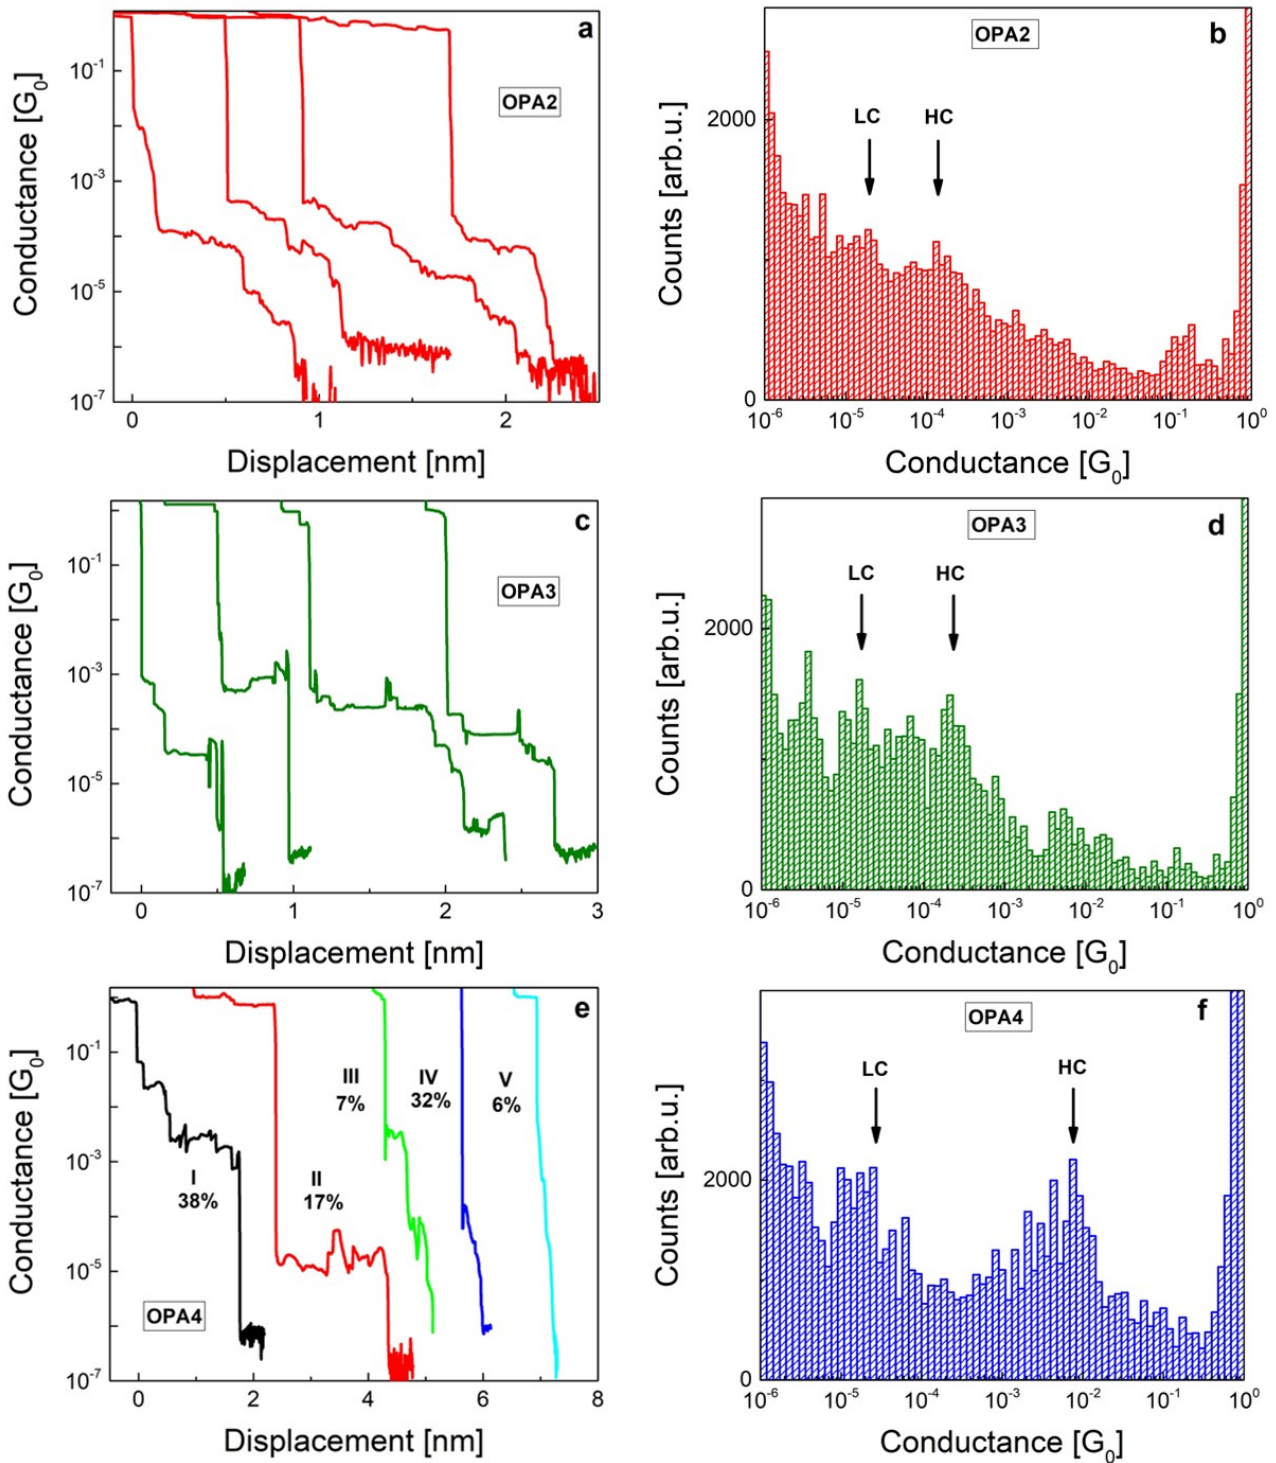 a
OPA2
10⁻¹
10⁻³
10⁻⁵
10⁻⁷
Conductance [G₀]
0 1 2
Displacement [nm]
b
OPA2
LC HC
2000
0
Counts [arb.u.]
10⁻⁶ 10⁻⁵ 10⁻⁴ 10⁻³ 10⁻² 10⁻¹ 10⁰
Conductance [G₀]
c
OPA3
10⁻¹
10⁻³
10⁻⁵
10⁻⁷
Conductance [G₀]
0 1 2 3
Displacement [nm]
d
OPA3
LC HC
2000
0
Counts [arb.u.]
10⁻⁶ 10⁻⁵ 10⁻⁴ 10⁻³ 10⁻² 10⁻¹ 10⁰
Conductance [G₀]
e
III IV V
7% 32% 6%
I II
38% 17%
OPA4
10⁻¹
10⁻³
10⁻⁵
10⁻⁷
Conductance [G₀]
0 2 4 6 8
Displacement [nm]
f
OPA4
LC HC
2000
0
Counts [arb.u.]
10⁻⁶ 10⁻⁵ 10⁻⁴ 10⁻³ 10⁻² 10⁻¹ 10⁰
Conductance [G₀]